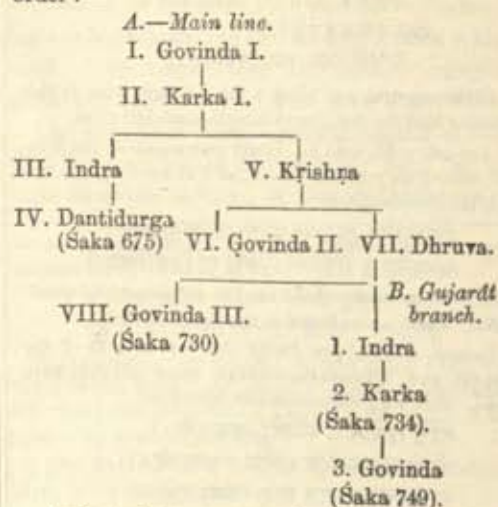 A.—Main line.
I. Govinda I.
II. Karka I.
III. Indra V. Kṛishṇa
IV. Dantidurga
(Śaka 675) VI. Govinda II. VII. Dhruva.
B. Gujarât
branch.
VIII. Govinda III.
(Śaka 730)
1. Indra
2. Karka
(Śaka 734).
3. Govinda
(Śaka 749).